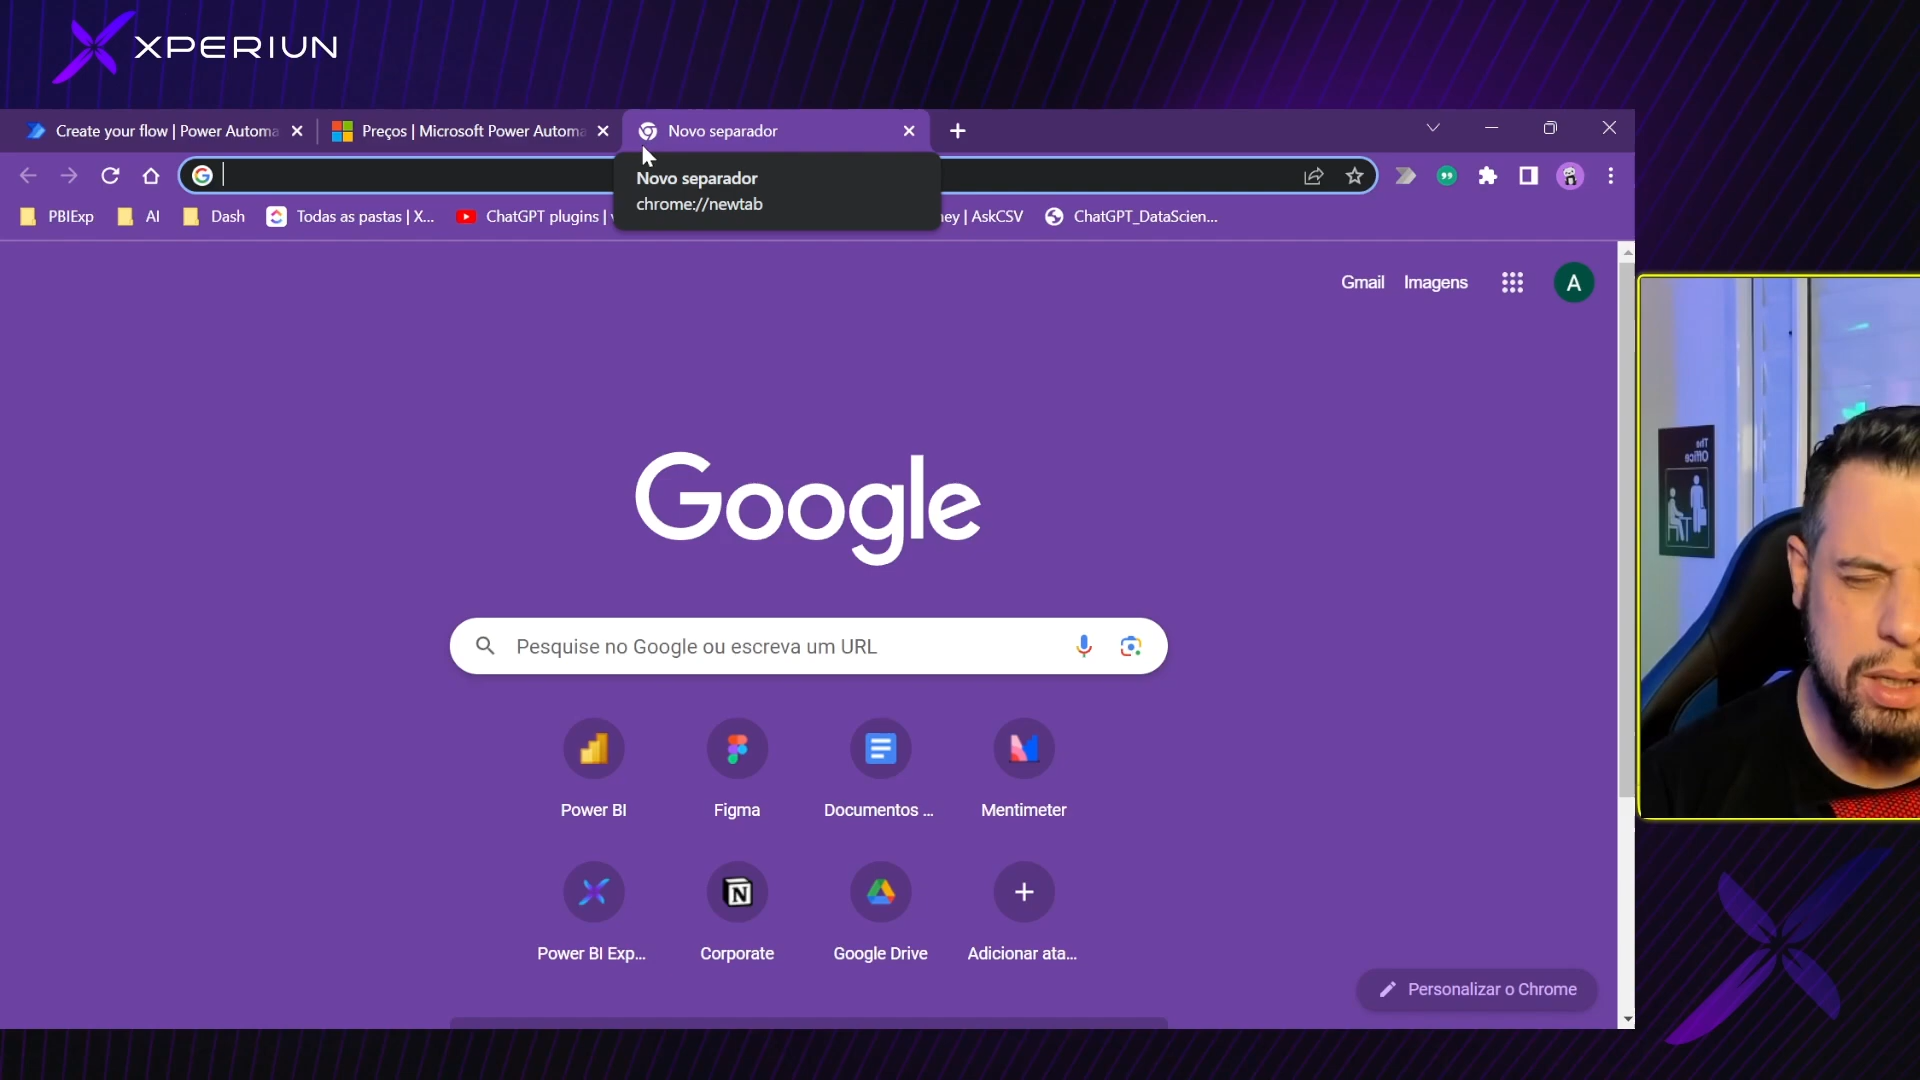 XPERIUN
Create your flow | Power Automa
Preços | Microsoft Power Automa
Novo separador
Novo separador
chrome://newtab
PBIExp
AI
Dash
Todas as pastas | X...
ChatGPT plugins |
ey | AskCSV
ChatGPT_DataScien...
Gmail
Imagens
A
The
Office
Google
Pesquise no Google ou escreva um URL
Power BI
Figma
Documentos ...
Mentimeter
Power BI Exp...
Corporate
Google Drive
Adicionar ata...
Personalizar o Chrome